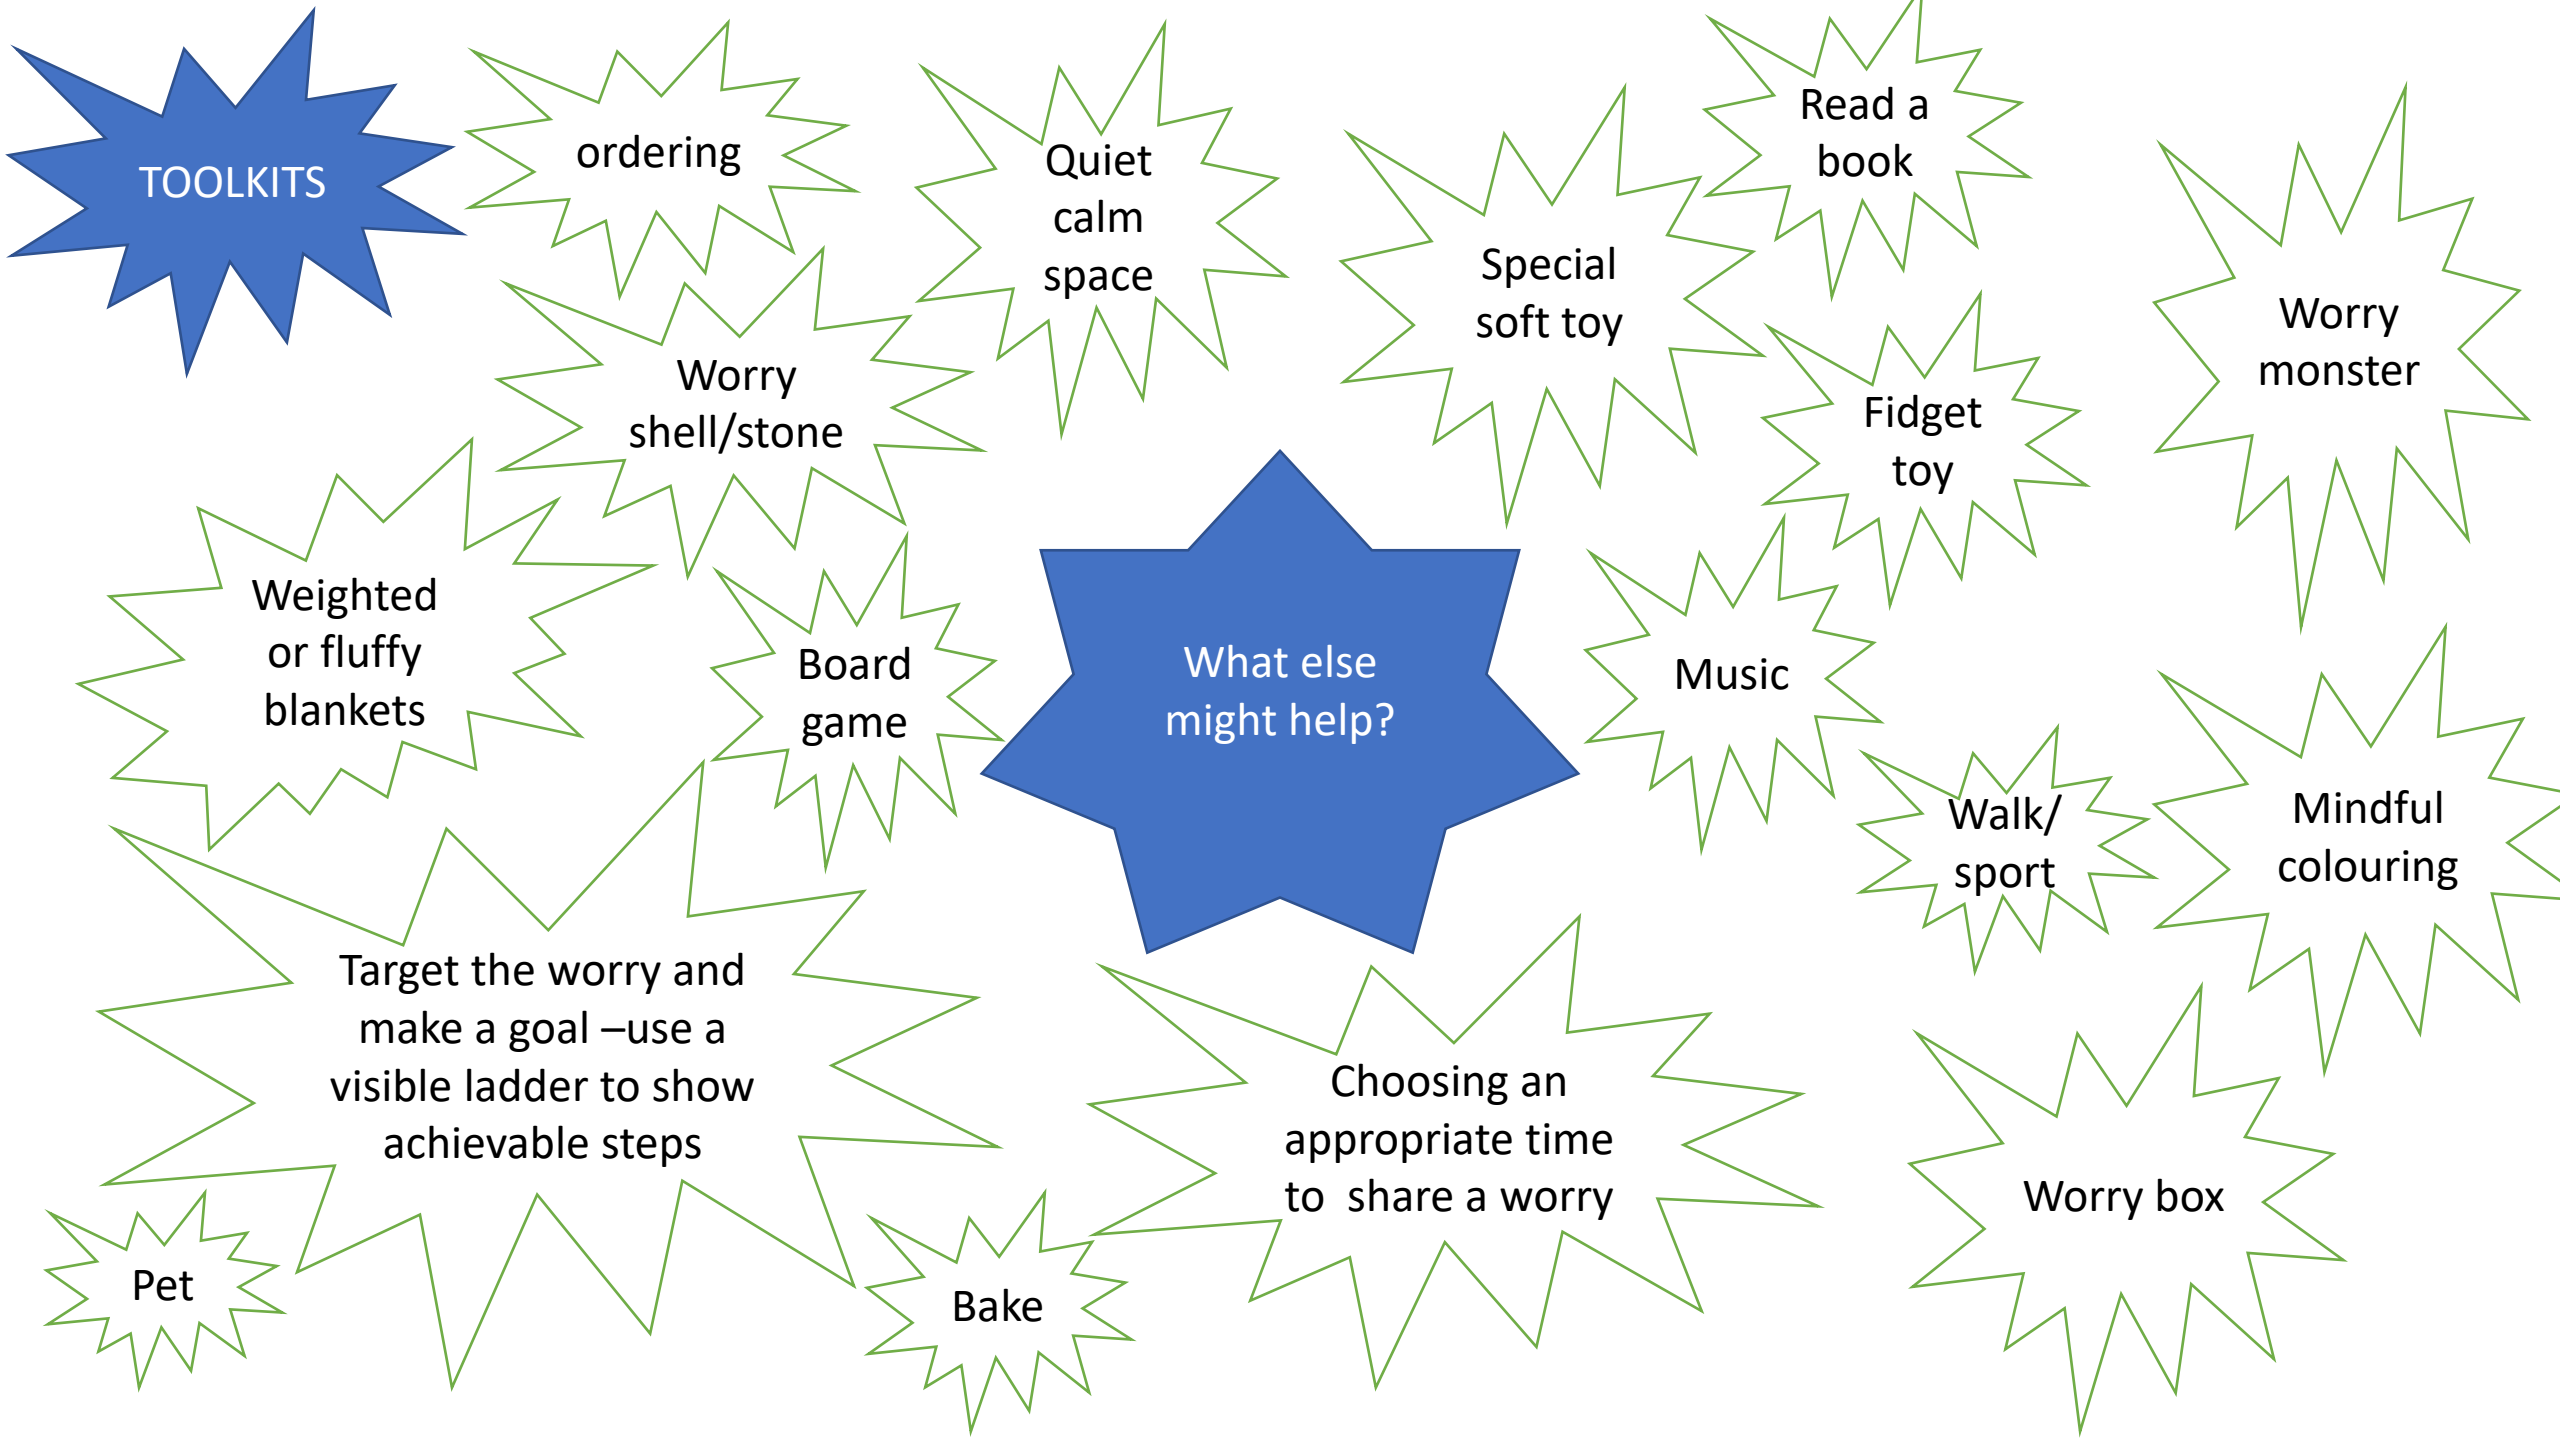 TOOLKITS
ordering
Quiet
calm
space
Special
soft toy
Read a
book
Worry
monster
Worry
shell/stone
Fidget
toy
Weighted
or fluffy
blankets
Board
game
What else
might help?
Music
Walk/
sport
Mindful
colouring
Target the worry and
make a goal –use a
visible ladder to show
achievable steps
Choosing an
appropriate time
to  share a worry
Worry box
Pet
Bake